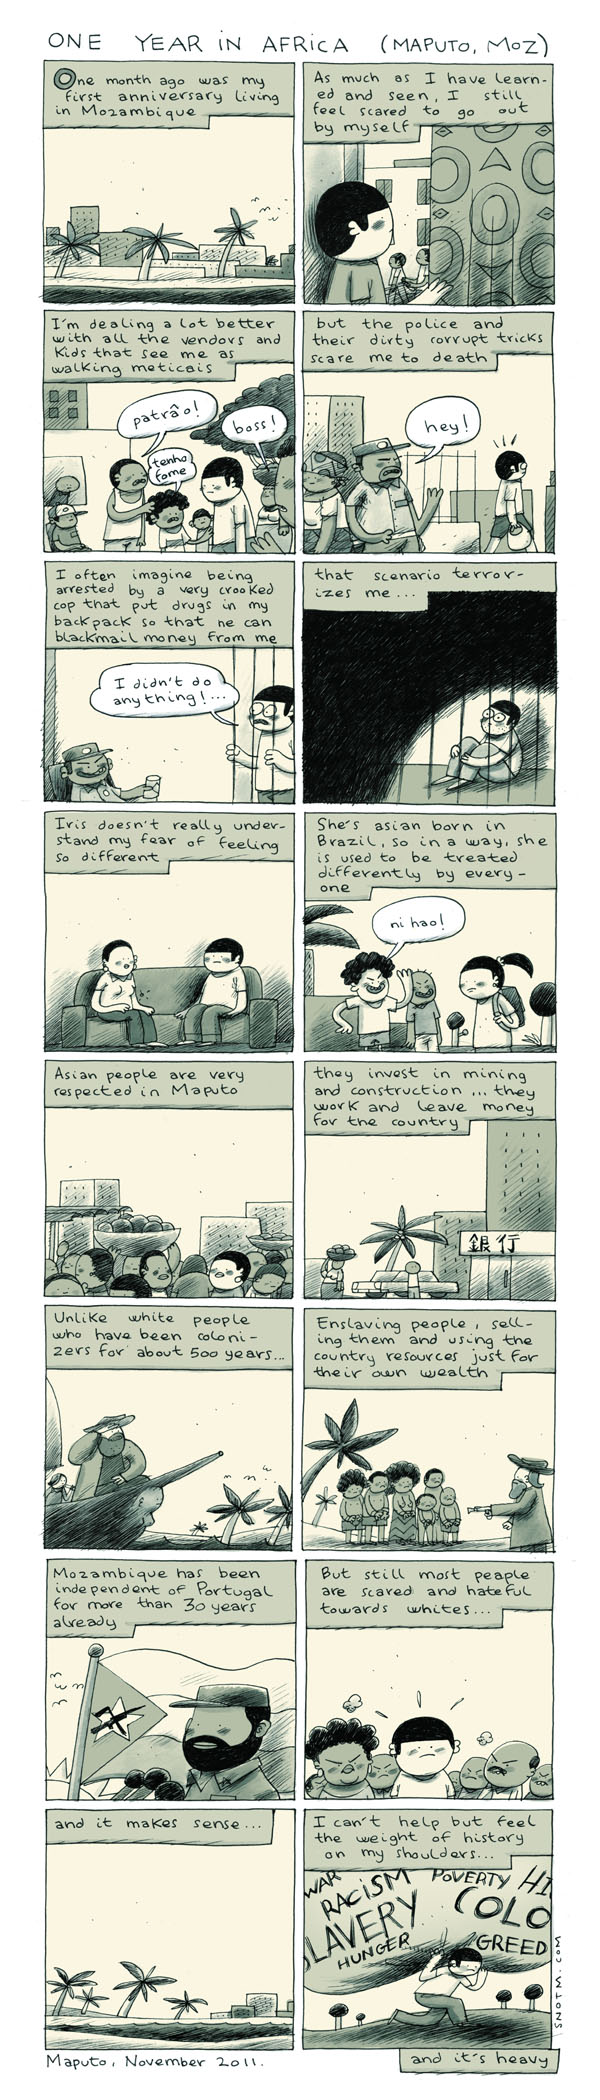 ONE YEAR IN AFRICA (MAPUTO, MOZ)
One month ago was my
first anniversary living
in Mozambique
As much as I have learn-
ed and seen, I still
feel scared to go out
by myself
I'm dealing a lot better
with all the vendors and
kids that see me as
walking meticais
patrâo!
boss!
tenho
fome
but the police and
their dirty corrupt tricks
scare me to death
hey!
I often imagine being
arrested by a very crooked
cop that put drugs in my
backpack so that he can
blackmail money from me
I didn't do
anything!...
that scenario terror-
izes me...
Iris doesn't really under-
stand my fear of feeling
so different
She's asian born in
Brazil, so in a way, she
is used to be treated
differently by every-
one
ni hao!
Asian people are very
respected in Maputo
they invest in mining
and construction... they
work and leave money
for the country
銀行
Unlike white people
who have been coloni-
zers for about 500 years...
Enslaving people, sell-
ing them and using the
country resources just for
their own wealth
Mozambique has been
independent of Portugal
for more than 30 years
already
But still most people
are scared and hateful
towards whites...
and it makes sense...
I can't help but feel
the weight of history
on my shoulders...
WAR
RACISM
POVERTY HI
SLAVERY
COLO
HUNGER
GREED
SNOTM.COM
Maputo, November 2011.
and it's heavy